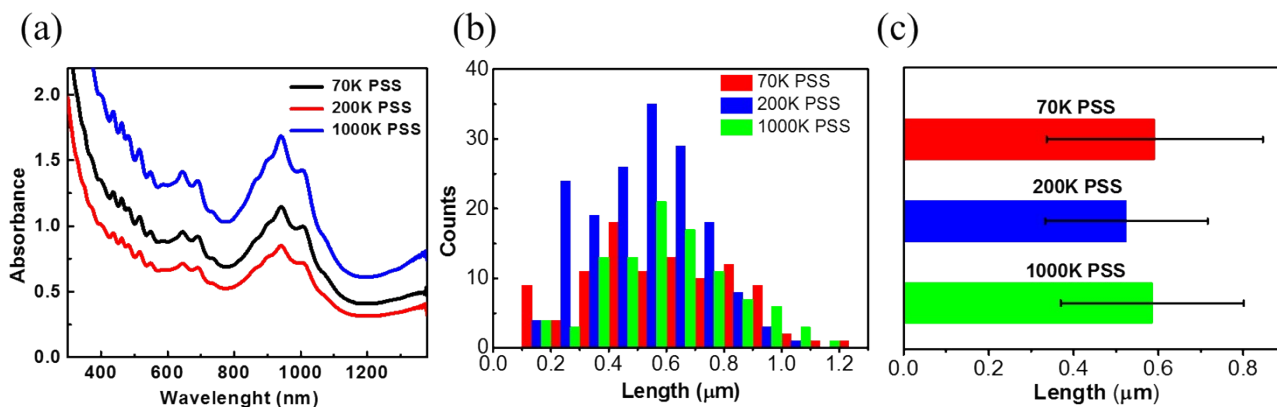 (a)
Absorbance
2.0
1.5
1.0
0.5
0.0
70K PSS
200K PSS
1000K PSS
400 600 800 1000 1200
Wavelenght (nm)
(b)
Counts
40
30
20
10
0
70K PSS
200K PSS
1000K PSS
0.0 0.2 0.4 0.6 0.8 1.0 1.2
Length (μm)
(c)
70K PSS
200K PSS
1000K PSS
0.0 0.2 0.4 0.6 0.8
Length (μm)